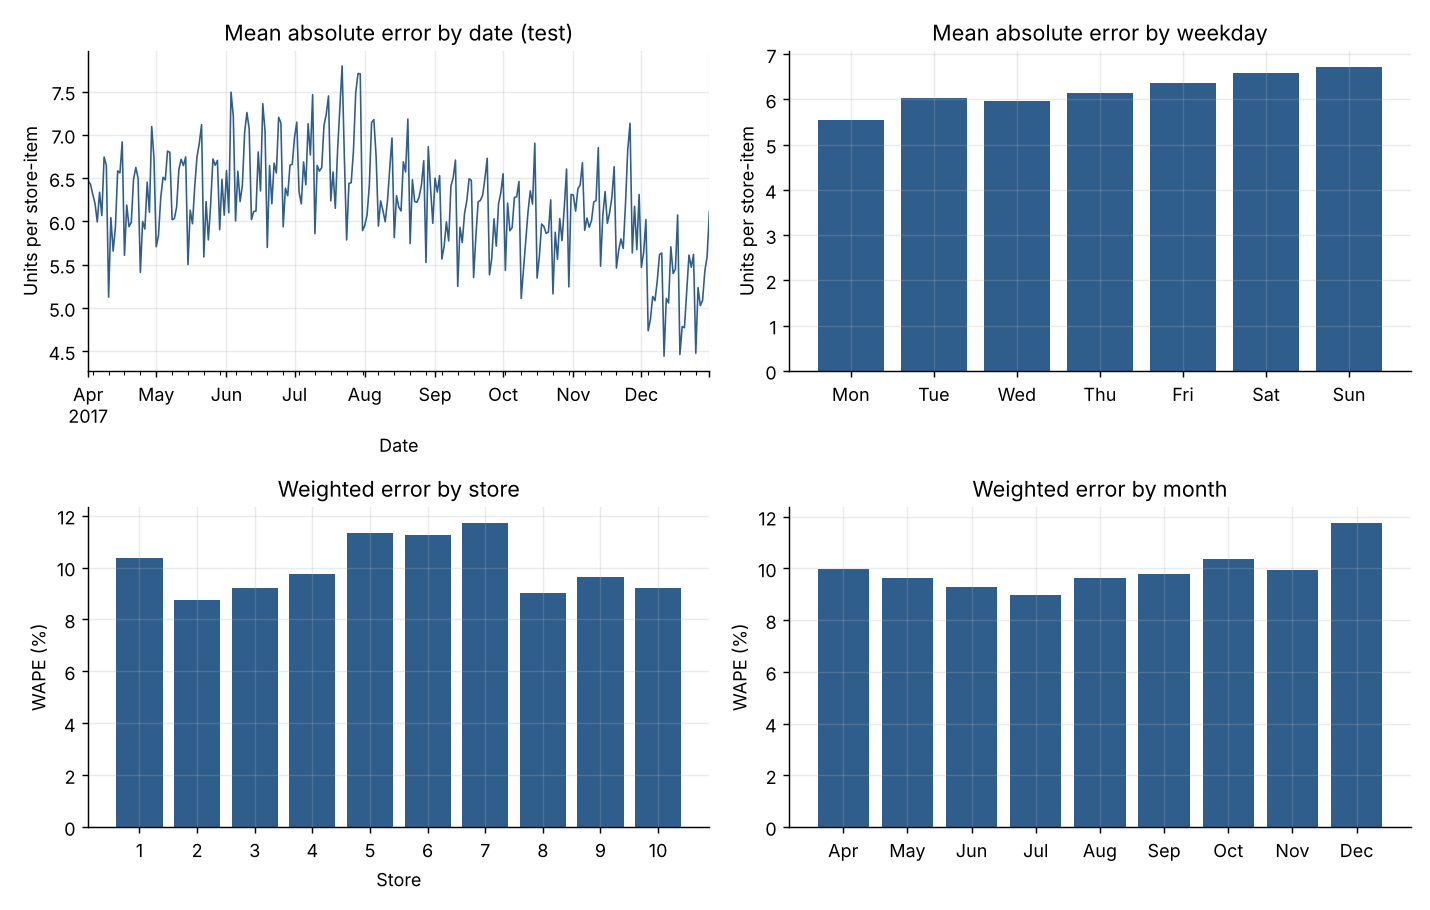 Mean absolute error by date (test)
Units per store-item
7.5
7.0
6.5
6.0
5.5
5.0
4.5
Apr May Jun Jul Aug Sep Oct Nov Dec
2017
Date
Mean absolute error by weekday
Units per store-item
7
6
5
4
3
2
1
0
Mon Tue Wed Thu Fri Sat Sun
Weighted error by store
WAPE (%)
12
10
8
6
4
2
0
1 2 3 4 5 6 7 8 9 10
Store
Weighted error by month
WAPE (%)
12
10
8
6
4
2
0
Apr May Jun Jul Aug Sep Oct Nov Dec